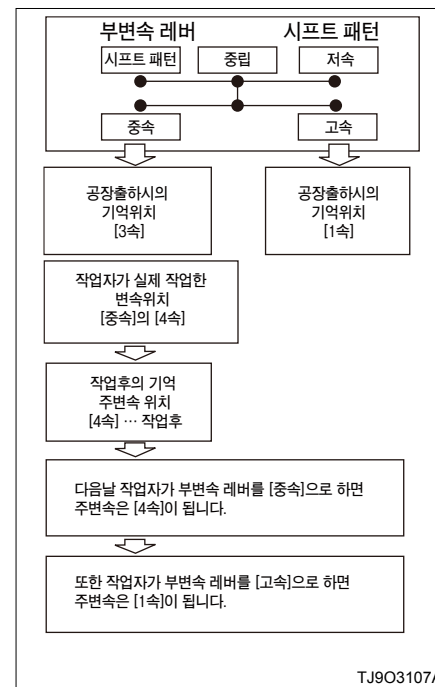 부변속 레버 시프트 패턴
시프트 패턴 중립 저속
중속 고속
공장출하시의
기억위치
[3속]
공장출하시의
기억위치
[1속]
작업자가 실제 작업한
변속위치
[중속]의 [4속]
작업후의 기억
주변속 위치
[4속] … 작업후
다음날 작업자가 부변속 레버를 [중속]으로 하면
주변속은 [4속]이 됩니다.
또한 작업자가 부변속 레버를 [고속]으로 하면
주변속은 [1속]이 됩니다.
TJ9O3107A